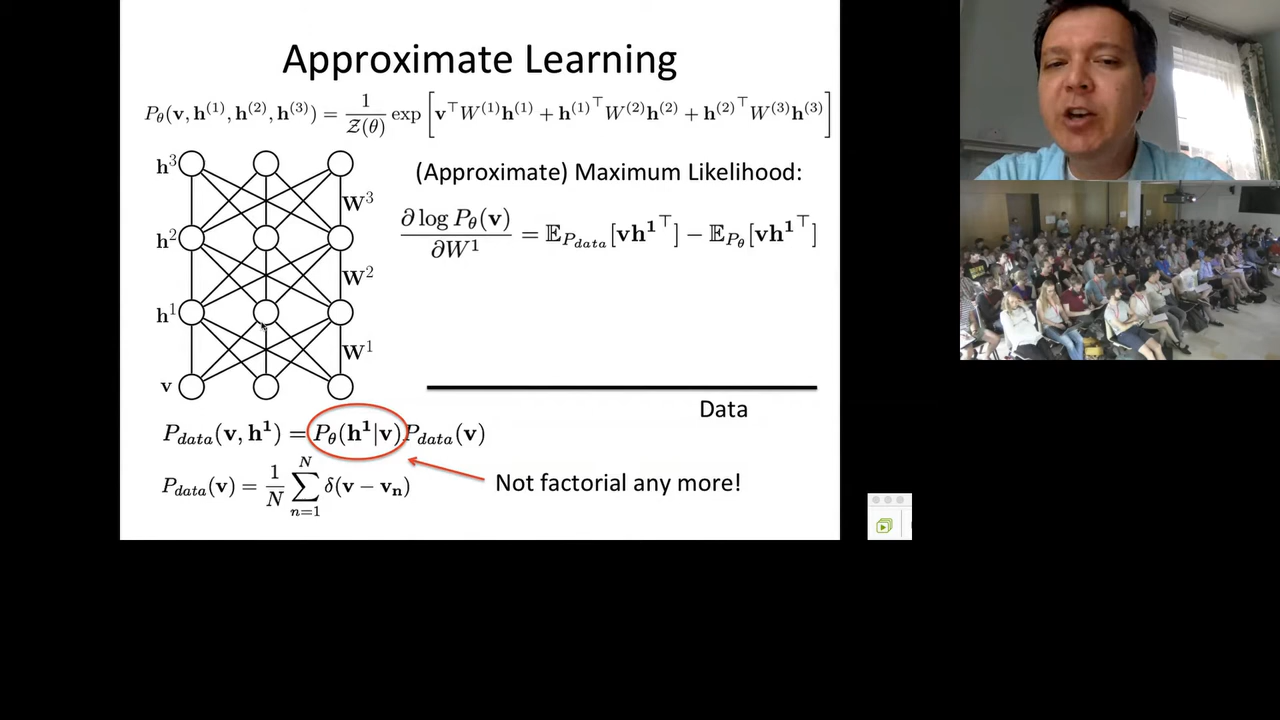 Approximate Learning
P_θ(v, h^(1), h^(2), h^(3)) = 1/Z(θ) exp [v^⊤ W^(1) h^(1) + h^(1)^⊤ W^(2) h^(2) + h^(2)^⊤ W^(3) h^(3)]
h^3
W^3
(Approximate) Maximum Likelihood:
∂ log P_θ(v) / ∂W^1 = 𝔼_{P_data}[vh^1^⊤] − 𝔼_{P_θ}[vh^1^⊤]
h^2
W^2
h^1
W^1
v
Data
P_data(v, h^1) = P_θ(h^1|v) P_data(v)
P_data(v) = 1/N ∑_{n=1}^{N} δ(v − v_n)
Not factorial any more!